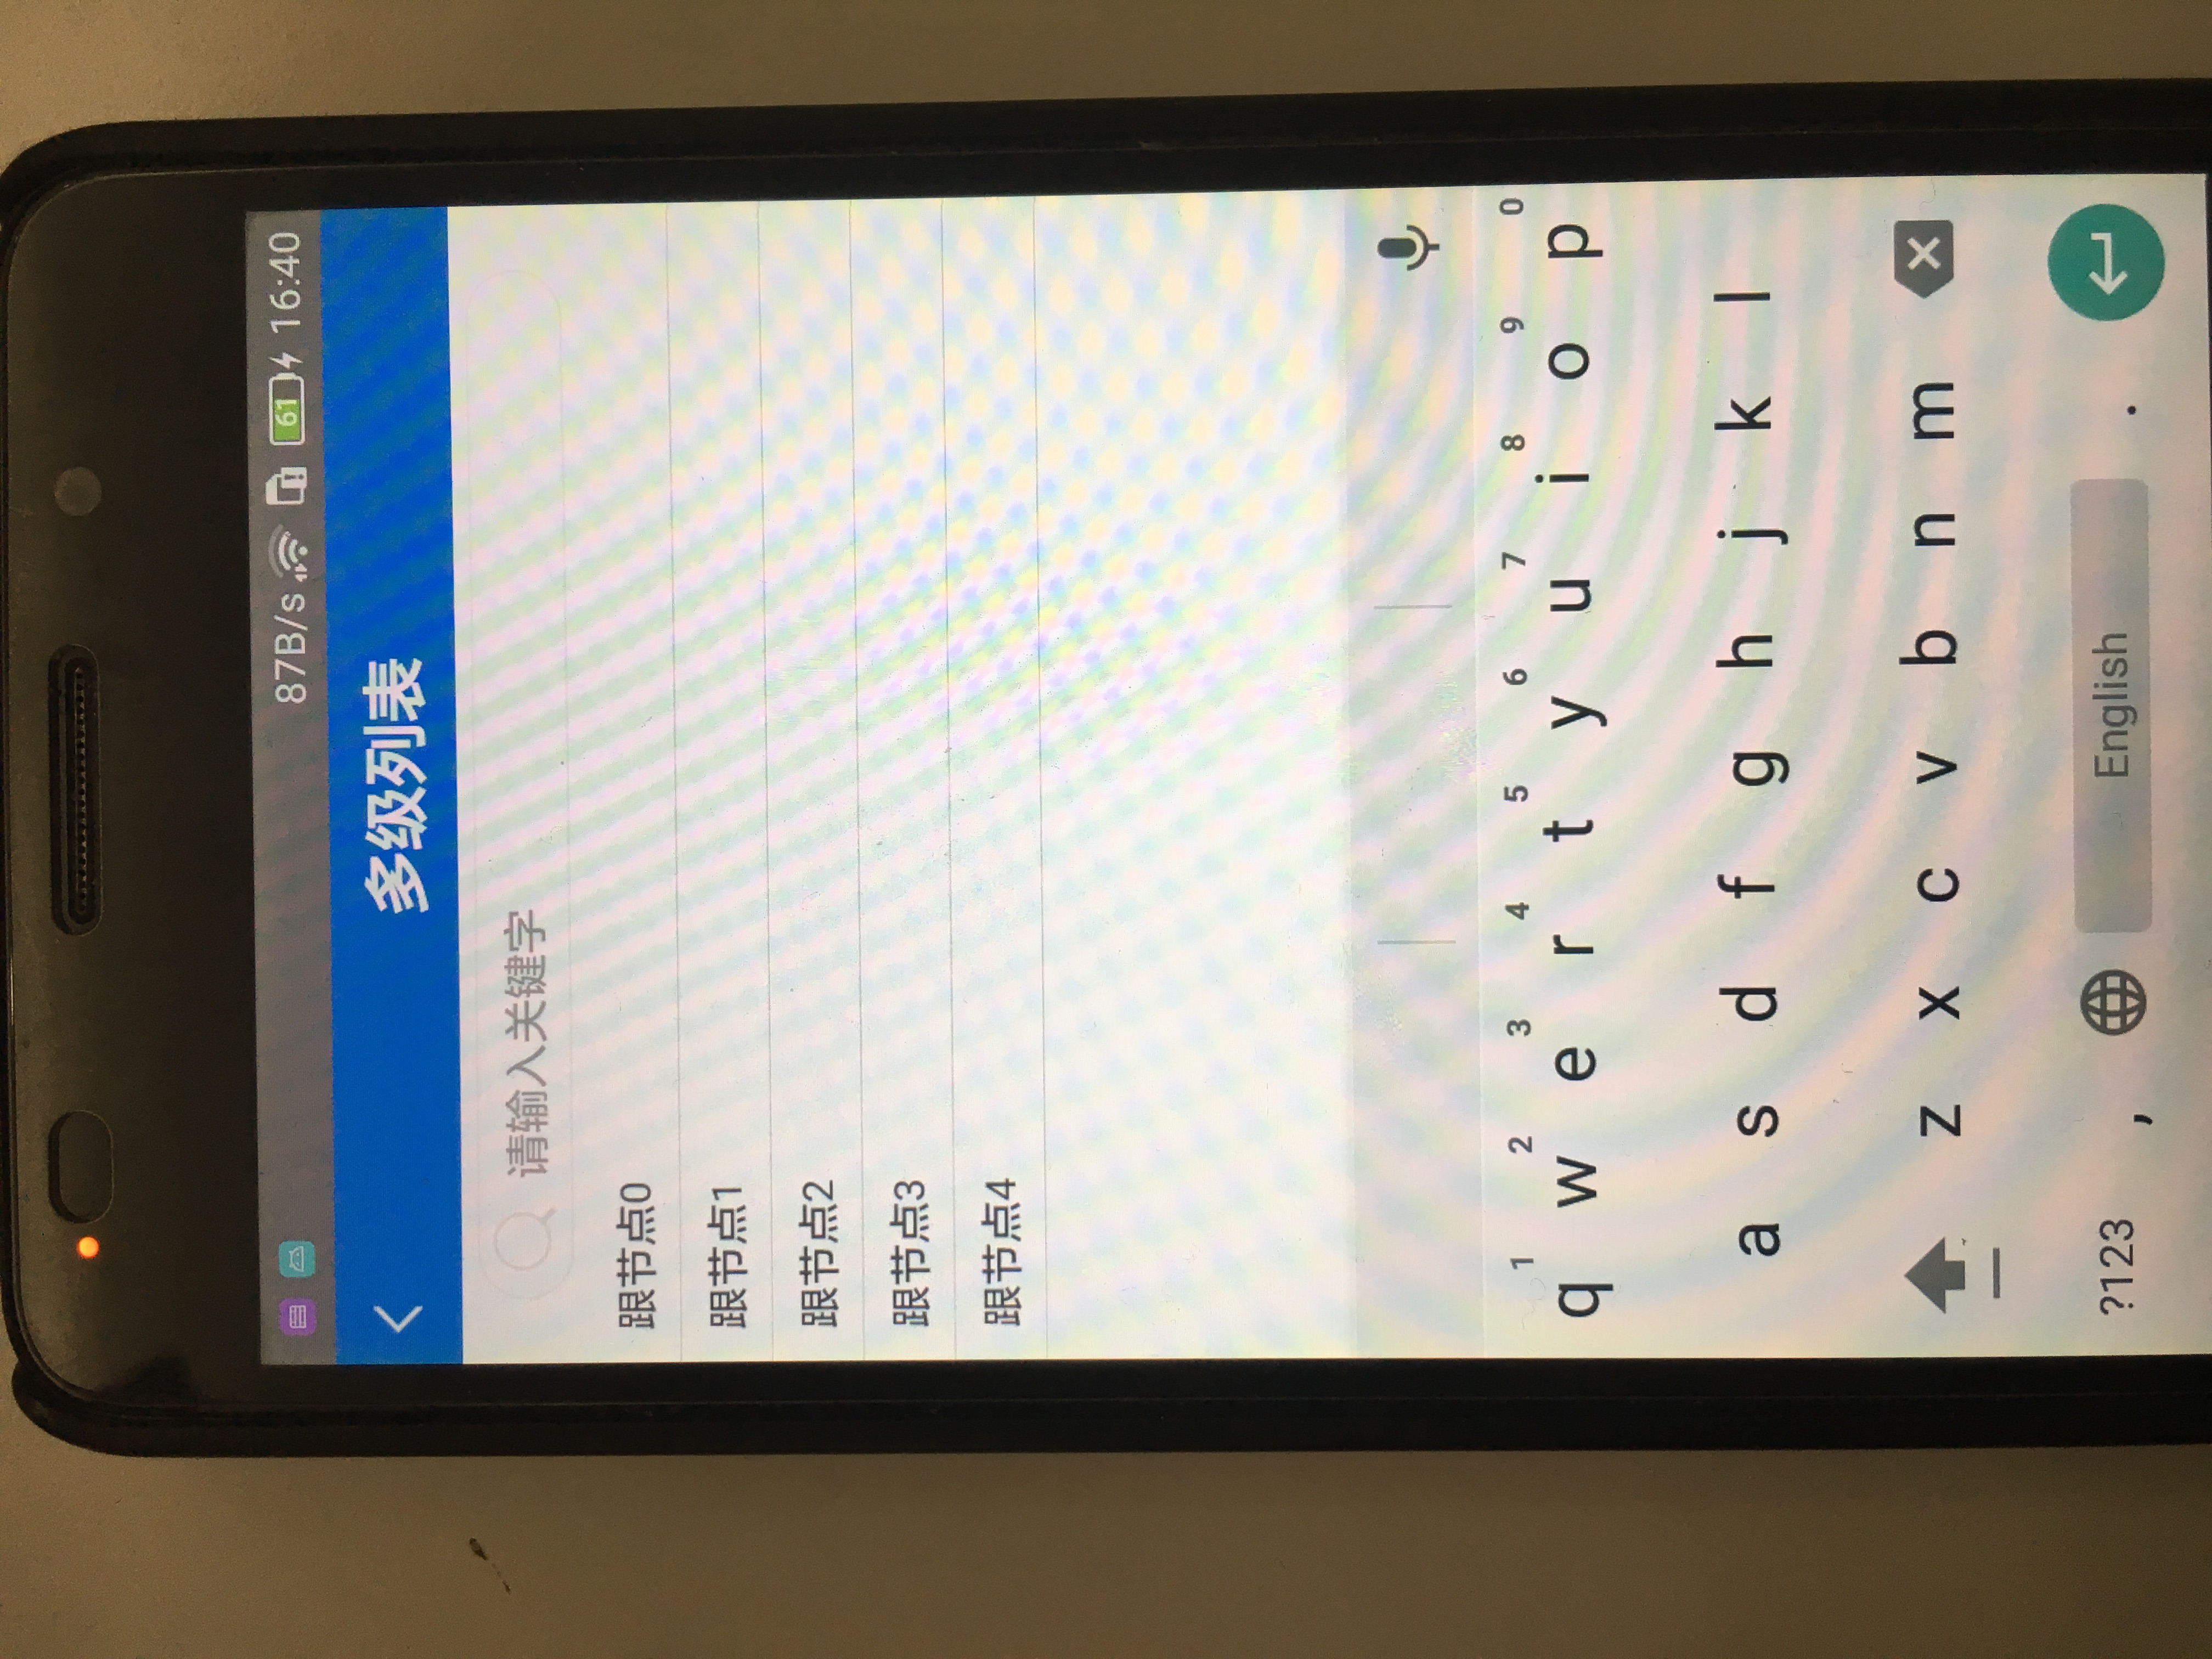 87B/s 61 16:40
多级列表
请输入关键字
跟节点0
跟节点1
跟节点2
跟节点3
跟节点4
1 2 3 4 5 6 7 8 9 0
q w e r t y u i o p
a s d f g h j k l
z x c v b n m
?123 , English .